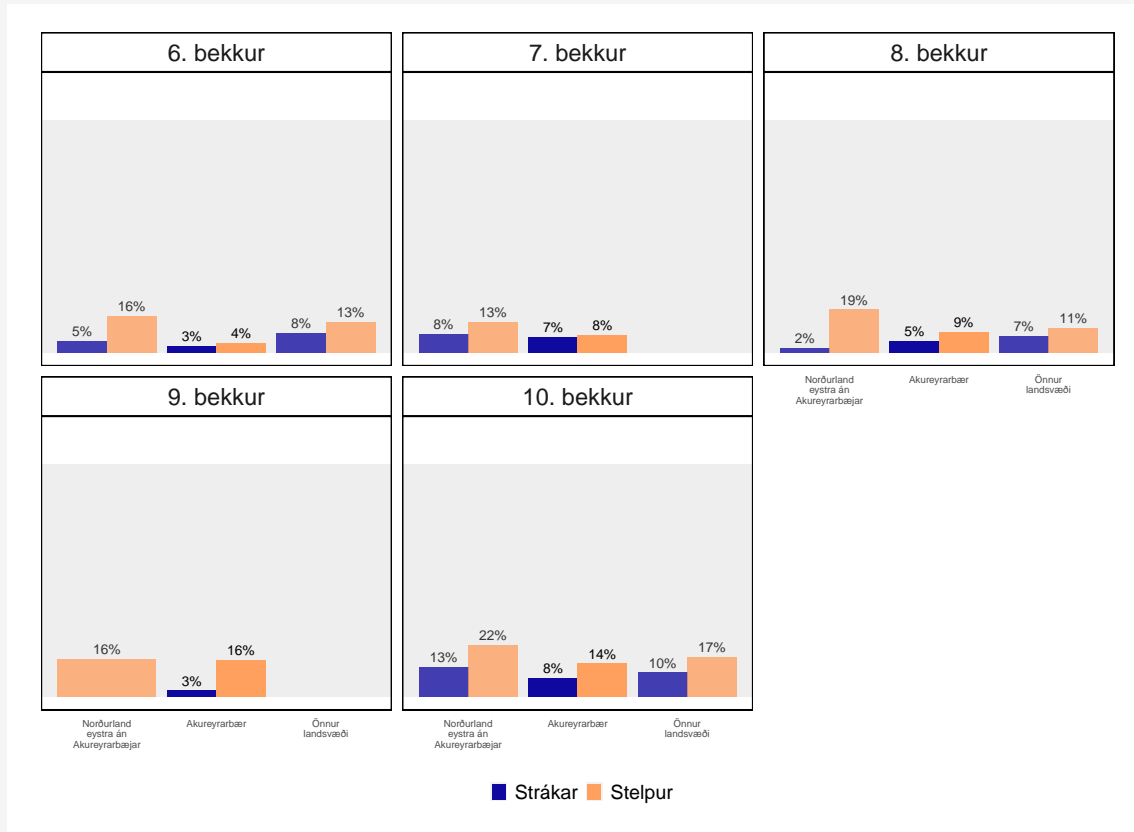 6. bekkur
7. bekkur
8. bekkur
5%
16%
3%
4%
8%
13%
8%
13%
7%
8%
2%
19%
5%
9%
7%
11%
Norðurland
eystra án
Akureyrarbæjar
Akureyrarbær
Önnur
landsvæði
9. bekkur
10. bekkur
16%
3%
16%
13%
22%
8%
14%
10%
17%
Norðurland
eystra án
Akureyrarbæjar
Akureyrarbær
Önnur
landsvæði
Norðurland
eystra án
Akureyrarbæjar
Akureyrarbær
Önnur
landsvæði
Strákar
Stelpur